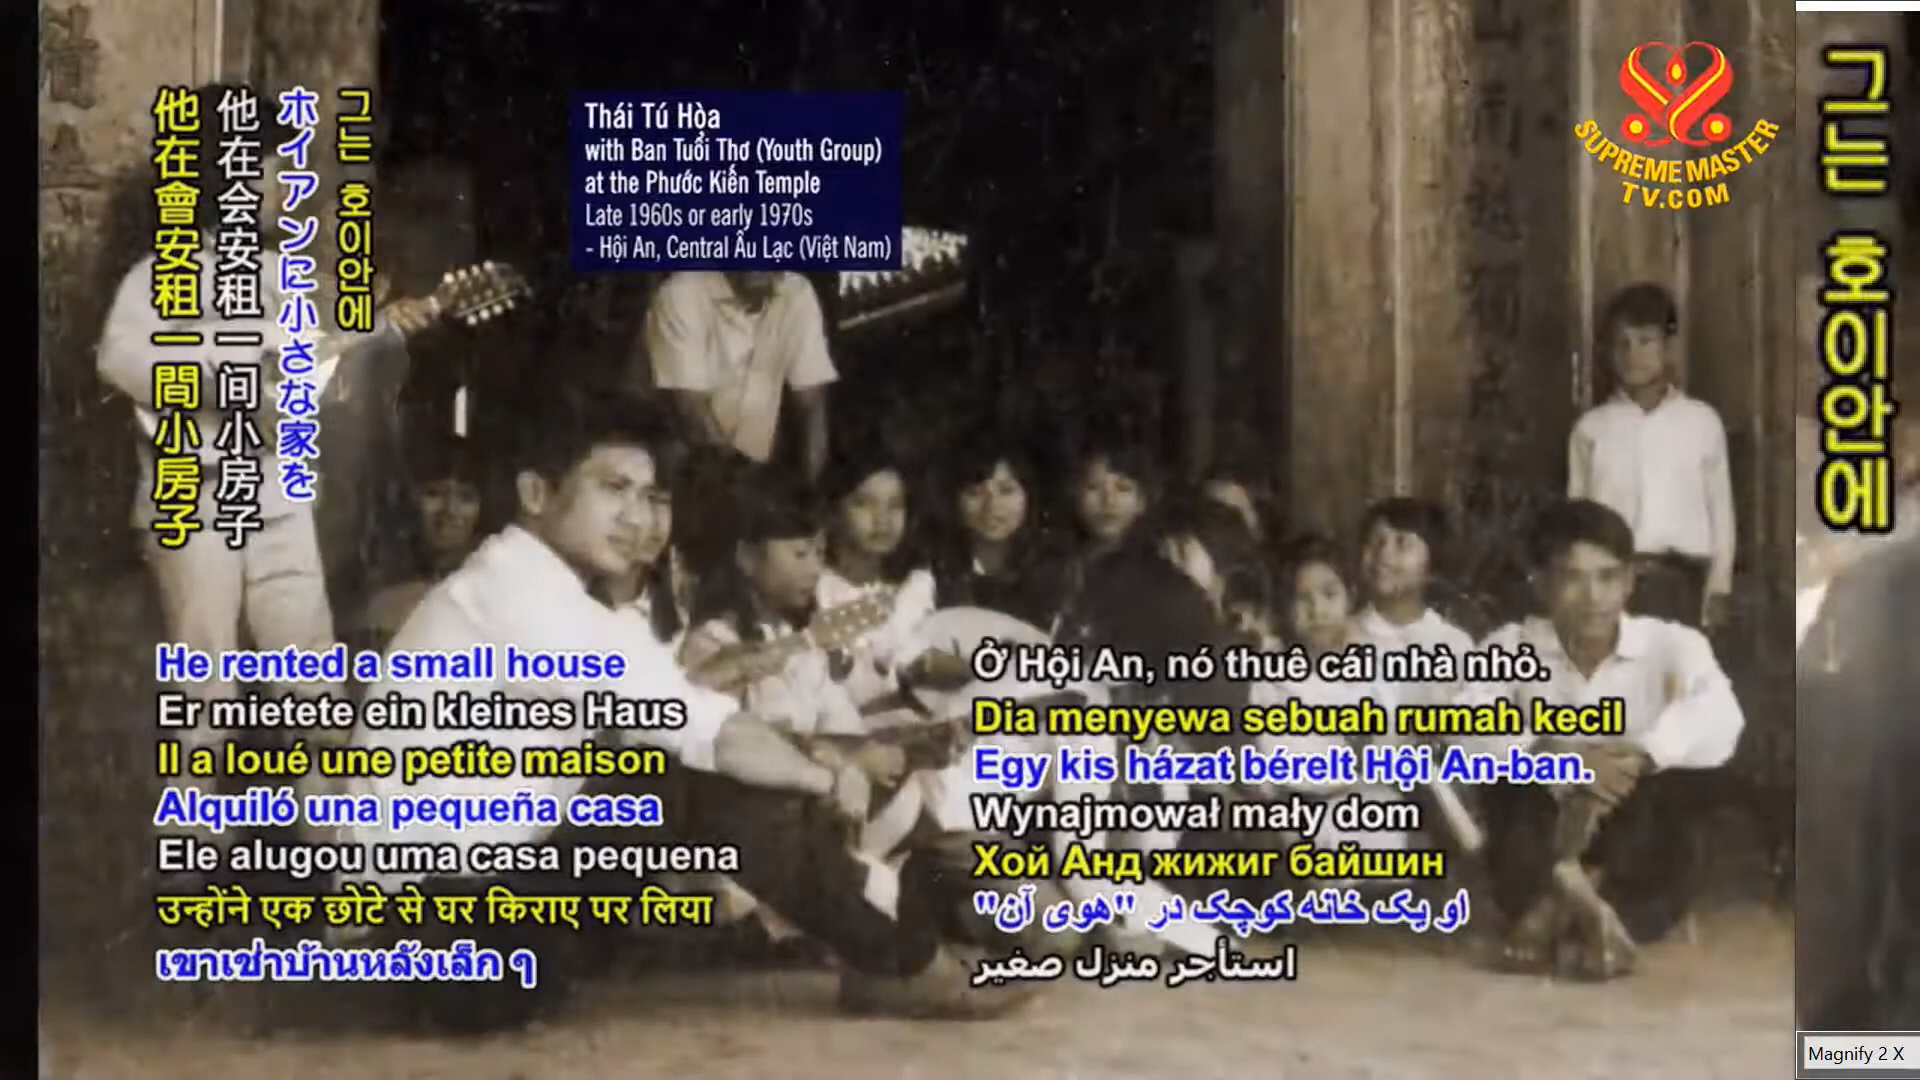 그는 호이안에
ホイアンに小さな家を
他在会安租一间小房子
他在會安租一間小房子
Thái Tú Hòa
with Ban Tuổi Thơ (Youth Group)
at the Phước Kiến Temple
Late 1960s or early 1970s
- Hội An, Central Âu Lạc (Việt Nam)
SUPREME MASTER
TV.COM
그는 호이안에
He rented a small house
Er mietete ein kleines Haus
Il a loué une petite maison
Alquiló una pequeña casa
Ele alugou uma casa pequena
उन्होंने एक छोटे से घर किराए पर लिया
เขาเช่าบ้านหลังเล็ก ๆ
Ở Hội An, nó thuê cái nhà nhỏ.
Dia menyewa sebuah rumah kecil
Egy kis házat bérelt Hội An-ban.
Wynajmował mały dom
Хой Анд жижиг байшин
او یک خانه کوچک در "هوی آن"
استأجر منزل صغير
Magnify 2 X